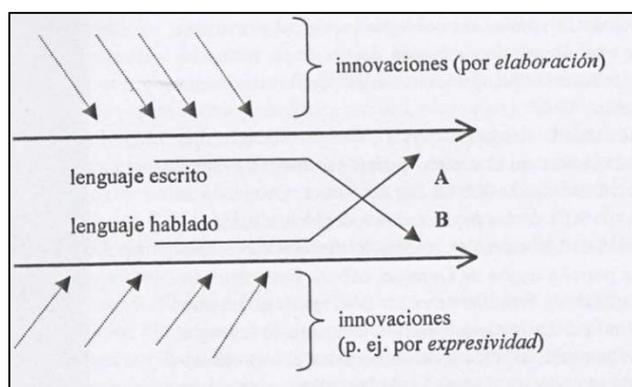 innovaciones (por elaboración)
lenguaje escrito
A
lenguaje hablado
B
innovaciones
(p. ej. por expresividad)